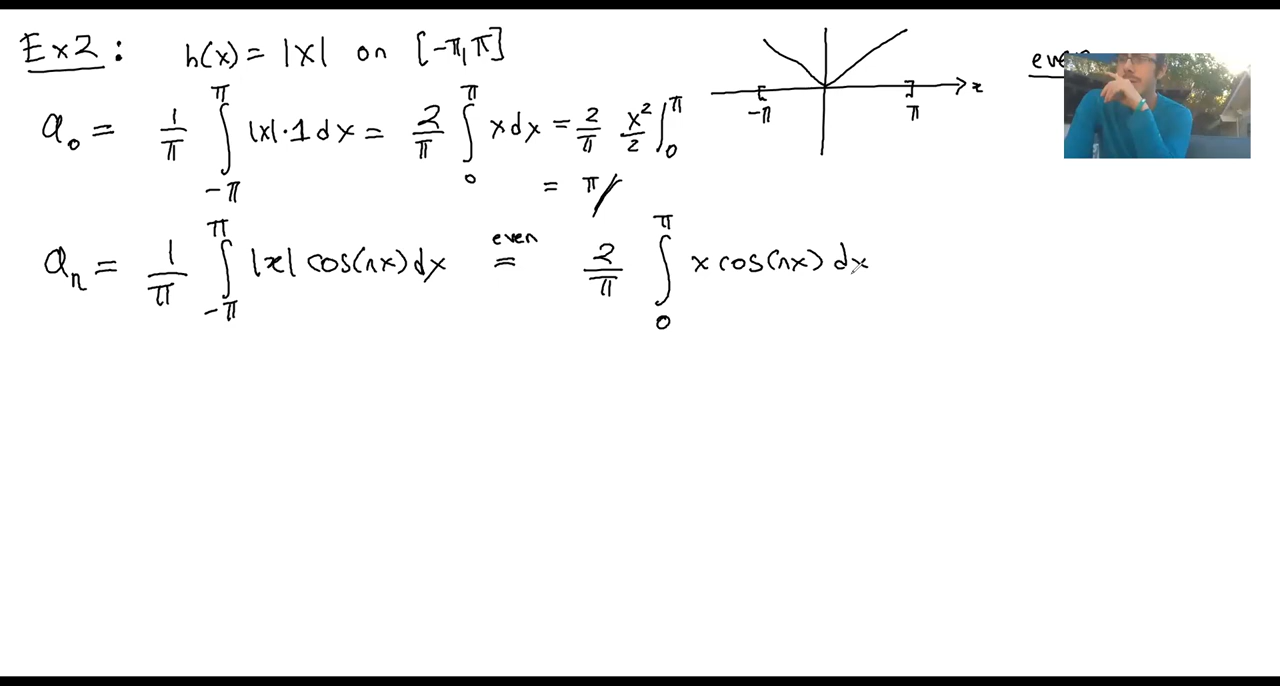 Ex2: h(x) = |x| on [-π, π]
even
-π π x
a₀ = 1/π ∫_{-π}^{π} |x|·1 dx = 2/π ∫_0^π x dx = 2/π x²/2 |_0^π
= π
aₙ = 1/π ∫_{-π}^{π} |x| cos(nx) dx even = 2/π ∫_0^π x cos(nx) dx